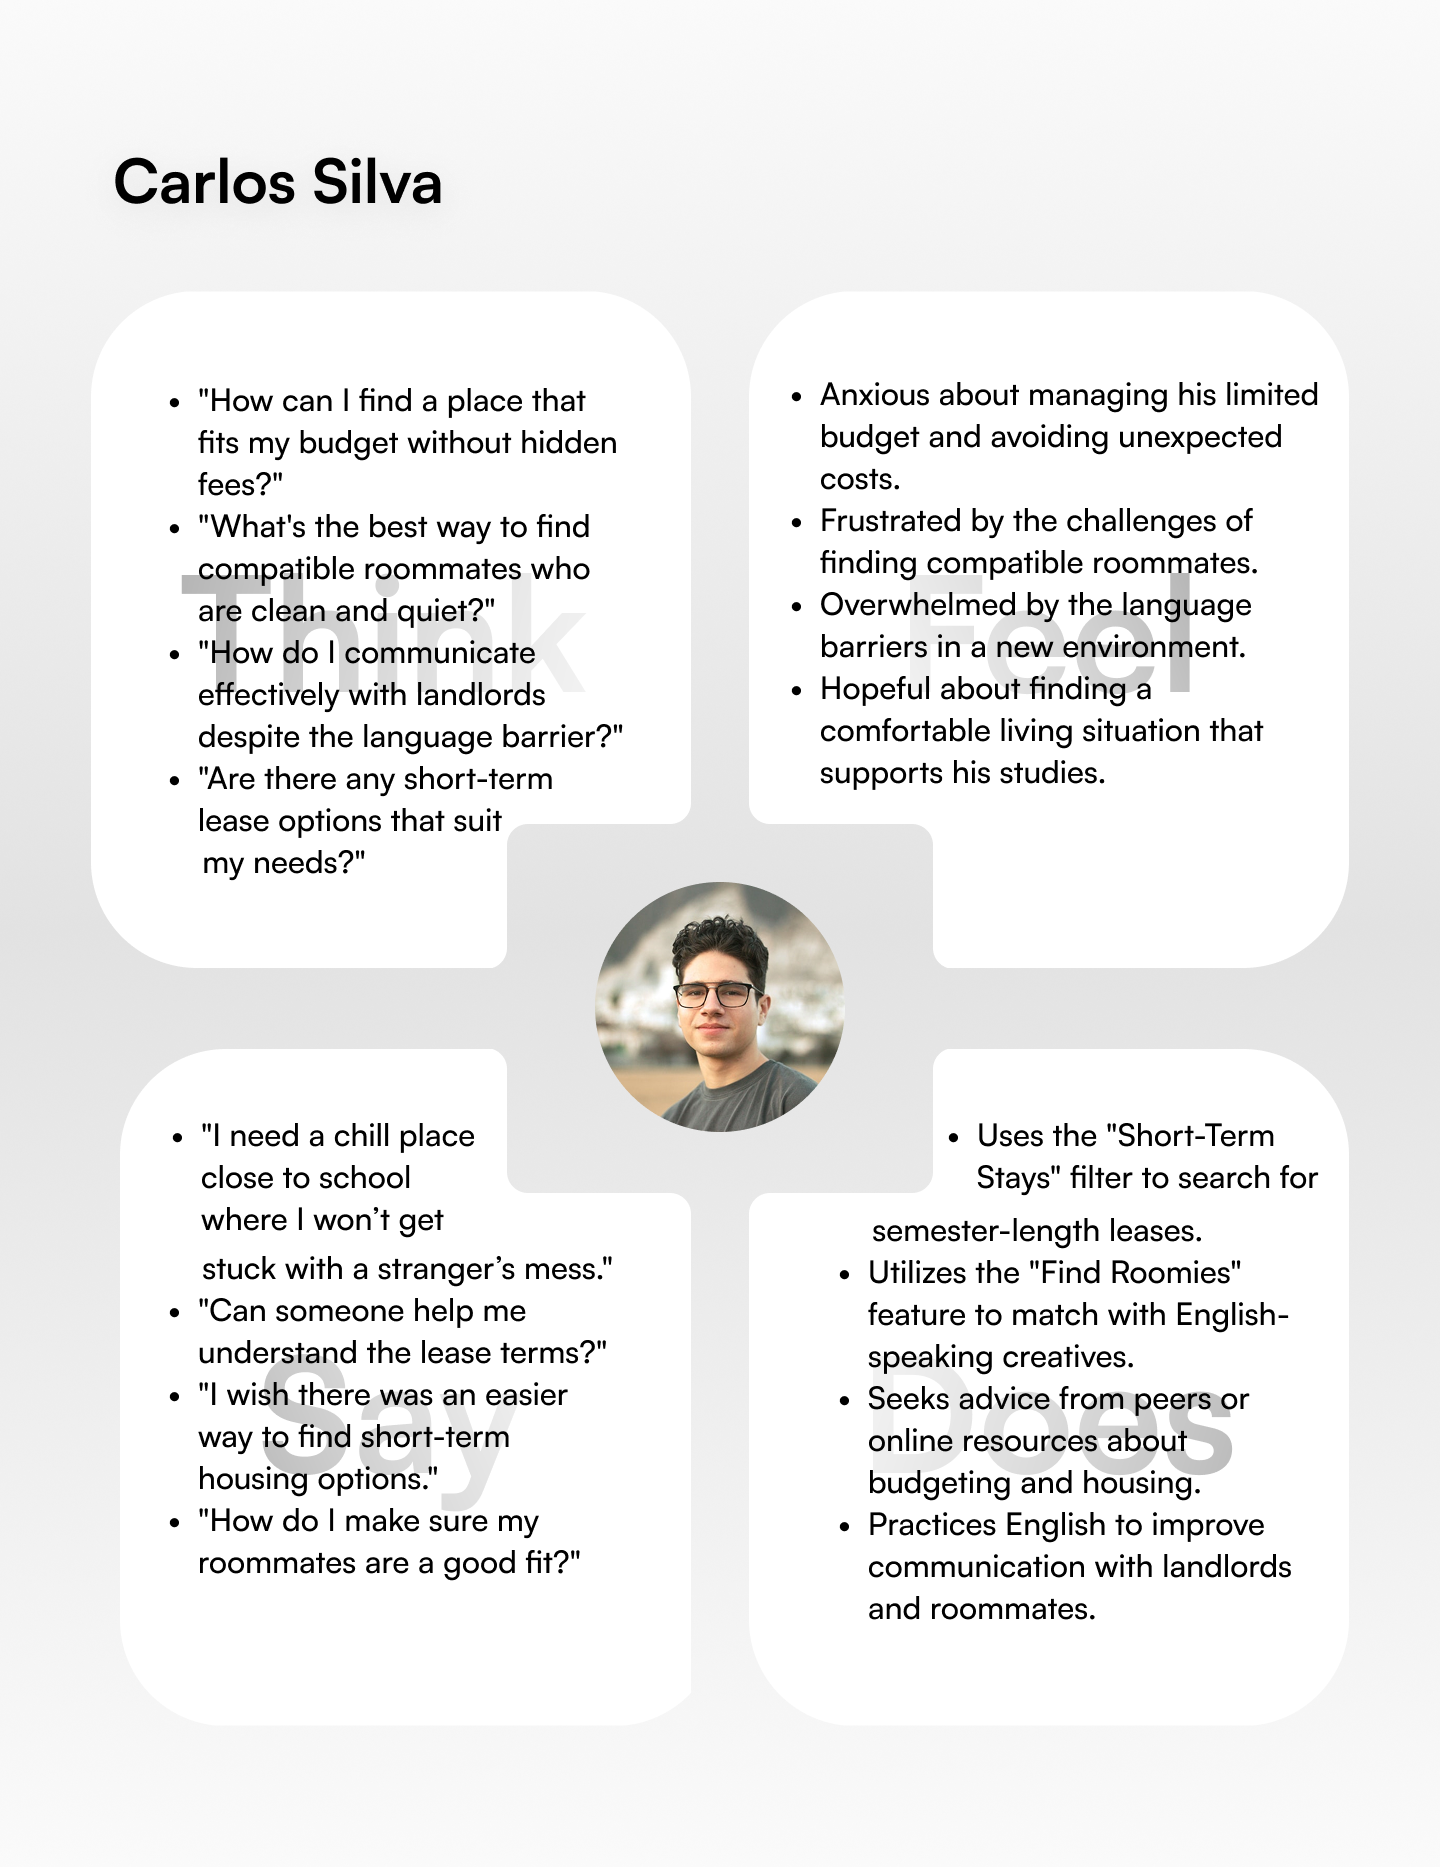 Carlos Silva
Think
• "How can I find a place that
fits my budget without hidden
fees?"
• "What's the best way to find
compatible roommates who
are clean and quiet?"
• "How do I communicate
effectively with landlords
despite the language barrier?"
• "Are there any short-term
lease options that suit
my needs?"
Feel
• Anxious about managing his limited
budget and avoiding unexpected
costs.
• Frustrated by the challenges of
finding compatible roommates.
• Overwhelmed by the language
barriers in a new environment.
• Hopeful about finding a
comfortable living situation that
supports his studies.
Say
• "I need a chill place
close to school
where I won’t get
stuck with a stranger’s mess."
• "Can someone help me
understand the lease terms?"
• "I wish there was an easier
way to find short-term
housing options."
• "How do I make sure my
roommates are a good fit?"
Does
• Uses the "Short-Term
Stays" filter to search for
semester-length leases.
• Utilizes the "Find Roomies"
feature to match with English-
speaking creatives.
• Seeks advice from peers or
online resources about
budgeting and housing.
• Practices English to improve
communication with landlords
and roommates.